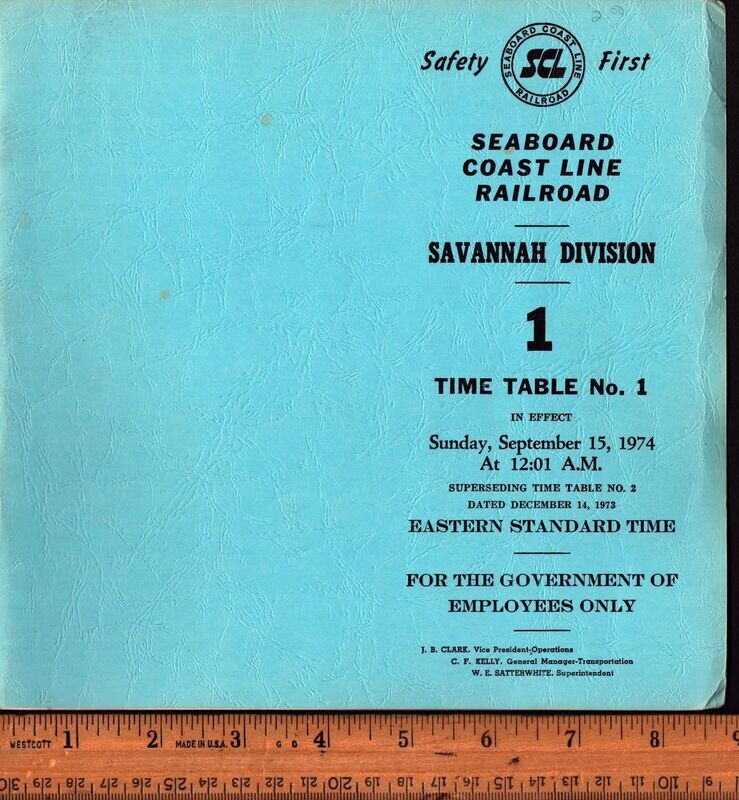 2.50
Safety First
SEABOARD COAST LINE
SCL
RAILROAD
SEABOARD
COAST LINE
RAILROAD
SAVANNAH DIVISION
1
TIME TABLE No. 1
IN EFFECT
Sunday, September 15, 1974
At 12:01 A.M.
SUPERSEDING TIME TABLE NO. 2
DATED DECEMBER 14, 1973
EASTERN STANDARD TIME
FOR THE GOVERNMENT OF
EMPLOYEES ONLY
J. B. CLARK, Vice President-Operations
C. F. KELLY, General Manager-Transportation
W. E. SATTERWHITE, Superintendent
WESTCOTT 1 2 MADE IN U.S.A. 3 4 5 6 7 8 9